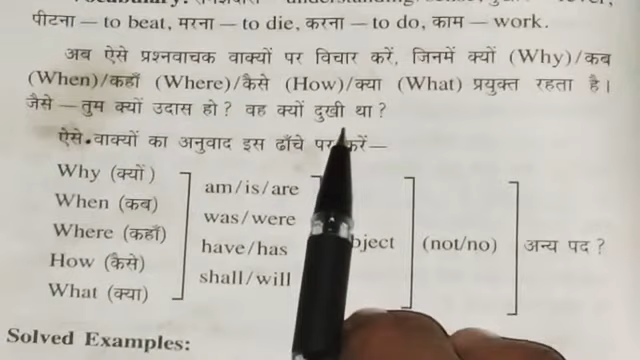 understanding/sense,
पीटना — to beat, मरना — to die, करना — to do, काम — work.
अब ऐसे प्रश्नवाचक वाक्यों पर विचार करें, जिनमें क्यों (Why)/कब
(When)/कहाँ (Where)/कैसे (How)/क्या (What) प्रयुक्त रहता है।
जैसे — तुम क्यों उदास हो? वह क्यों दुखी था?
ऐसे वाक्यों का अनुवाद इस ढाँचे पर करें—
Why (क्यों)
When (कब)
Where (कहाँ)
How (कैसे)
What (क्या)
am/is/are
was/were
have/has
shall/will
(not/no)
अन्य पद ?
Solved Examples: